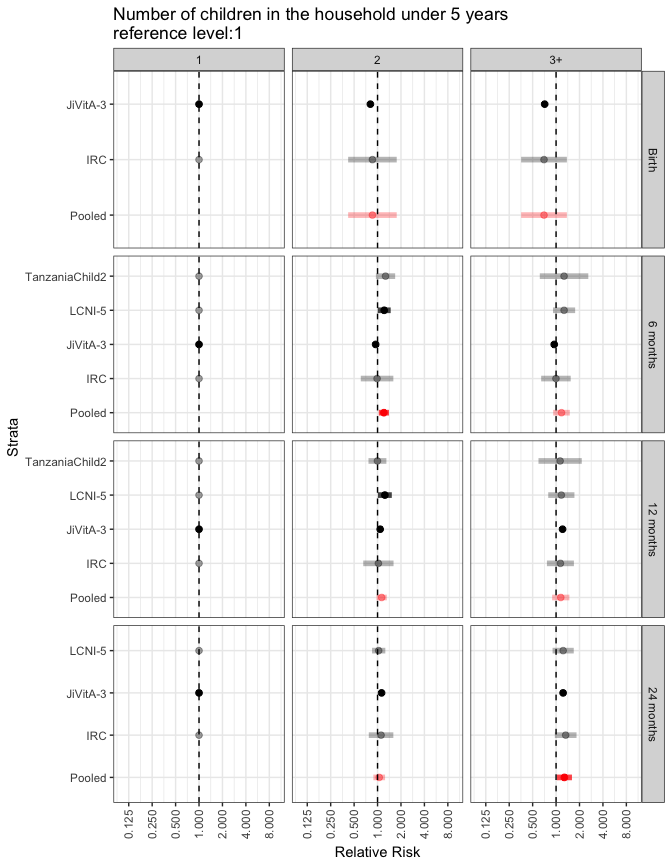 Number of children in the household under 5 years
reference level:1
1
2
3+
JiVitA-3
IRC
Pooled
Birth
TanzaniaChild2
LCNI-5
JiVitA-3
IRC
Pooled
6 months
TanzaniaChild2
LCNI-5
JiVitA-3
IRC
Pooled
12 months
LCNI-5
JiVitA-3
IRC
Pooled
24 months
Strata
0.125 0.250 0.500 1.000 2.000 4.000 8.000
0.125 0.250 0.500 1.000 2.000 4.000 8.000
0.125 0.250 0.500 1.000 2.000 4.000 8.000
Relative Risk